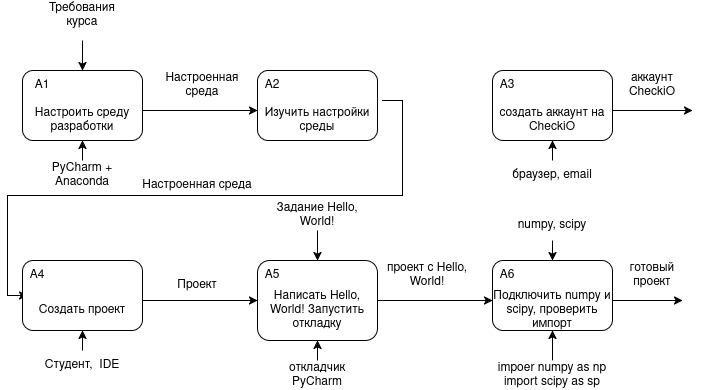 Требования
курса
A1
Настроить среду
разработки
Настроенная
среда
A2
Изучить настройки
среды
A3
создать аккаунт на
CheckiO
аккаунт
CheckiO
PyCharm +
Anaconda
браузер, email
Настроенная среда
Задание Hello,
World!
numpy, scipy
A4
Создать проект
Проект
A5
Написать Hello,
World! Запустить
откладку
проект с Hello,
World!
A6
Подключить numpy и
scipy, проверить
импорт
готовый
проект
Студент,  IDE
откладчик
PyCharm
impoer numpy as np
import scipy as sp